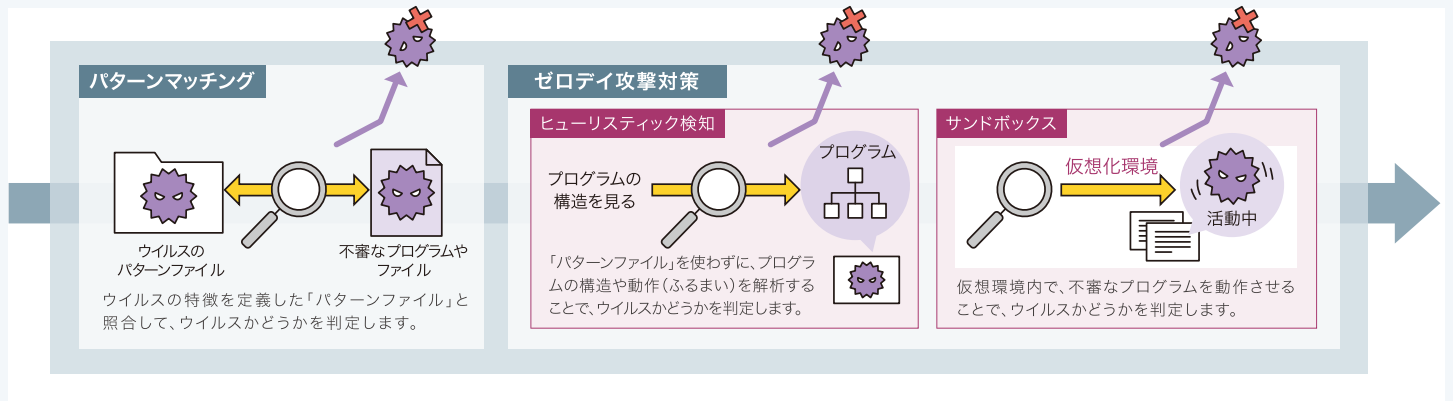 パターンマッチング
ウイルスの
パターンファイル
不審なプログラムや
ファイル
ウイルスの特徴を定義した「パターンファイル」と
照合して、ウイルスかどうかを判定します。
ゼロデイ攻撃対策
ヒューリスティック検知
プログラムの
構造を見る
プログラム
「パターンファイル」を使わずに、プログラ
ムの構造や動作（ふるまい）を解析する
ことで、ウイルスかどうかを判定します。
サンドボックス
仮想化環境
活動中
仮想環境内で、不審なプログラムを動作させる
ことで、ウイルスかどうかを判定します。